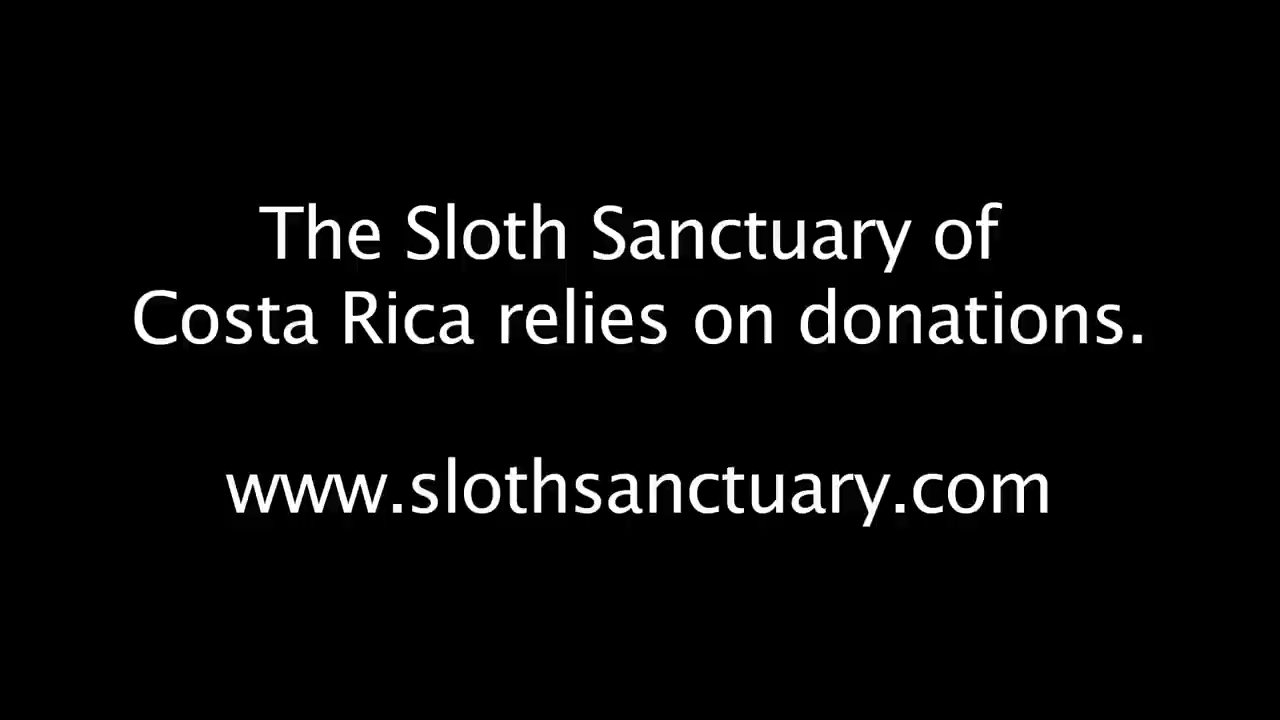 The Sloth Sanctuary of
Costa Rica relies on donations.
www.slothsanctuary.com